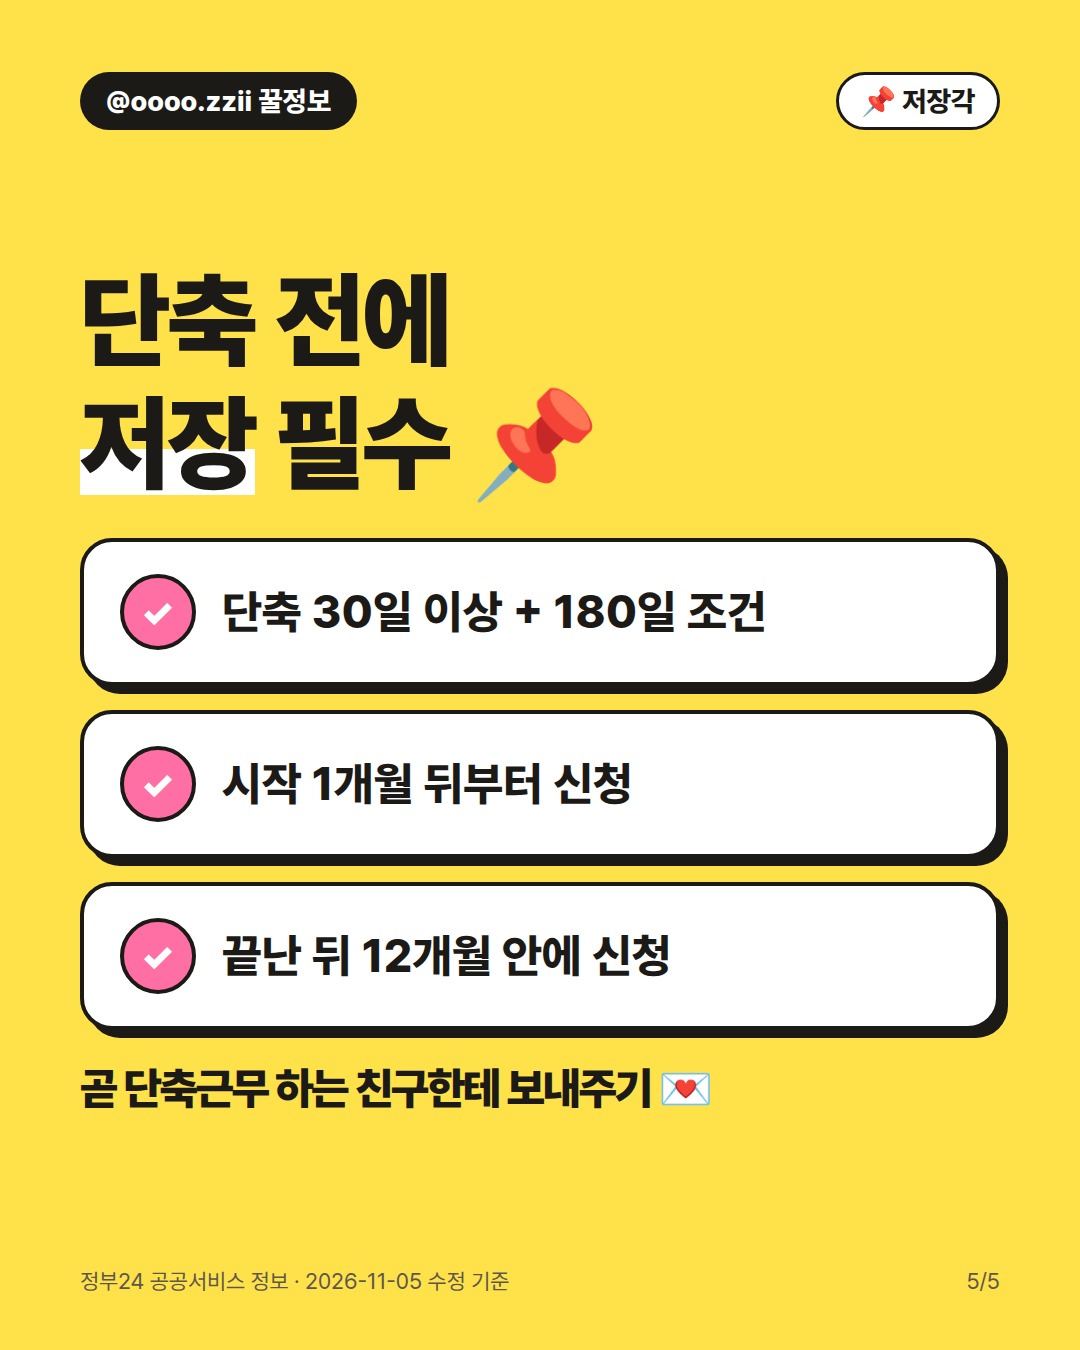 @oooo.zzii 꿀정보
📌 저장각
단축 전에
저장 필수 📌
단축 30일 이상 + 180일 조건
시작 1개월 뒤부터 신청
끝난 뒤 12개월 안에 신청
곧 단축근무 하는 친구한테 보내주기 💌
정부24 공공서비스 정보 · 2026-11-05 수정 기준
5/5